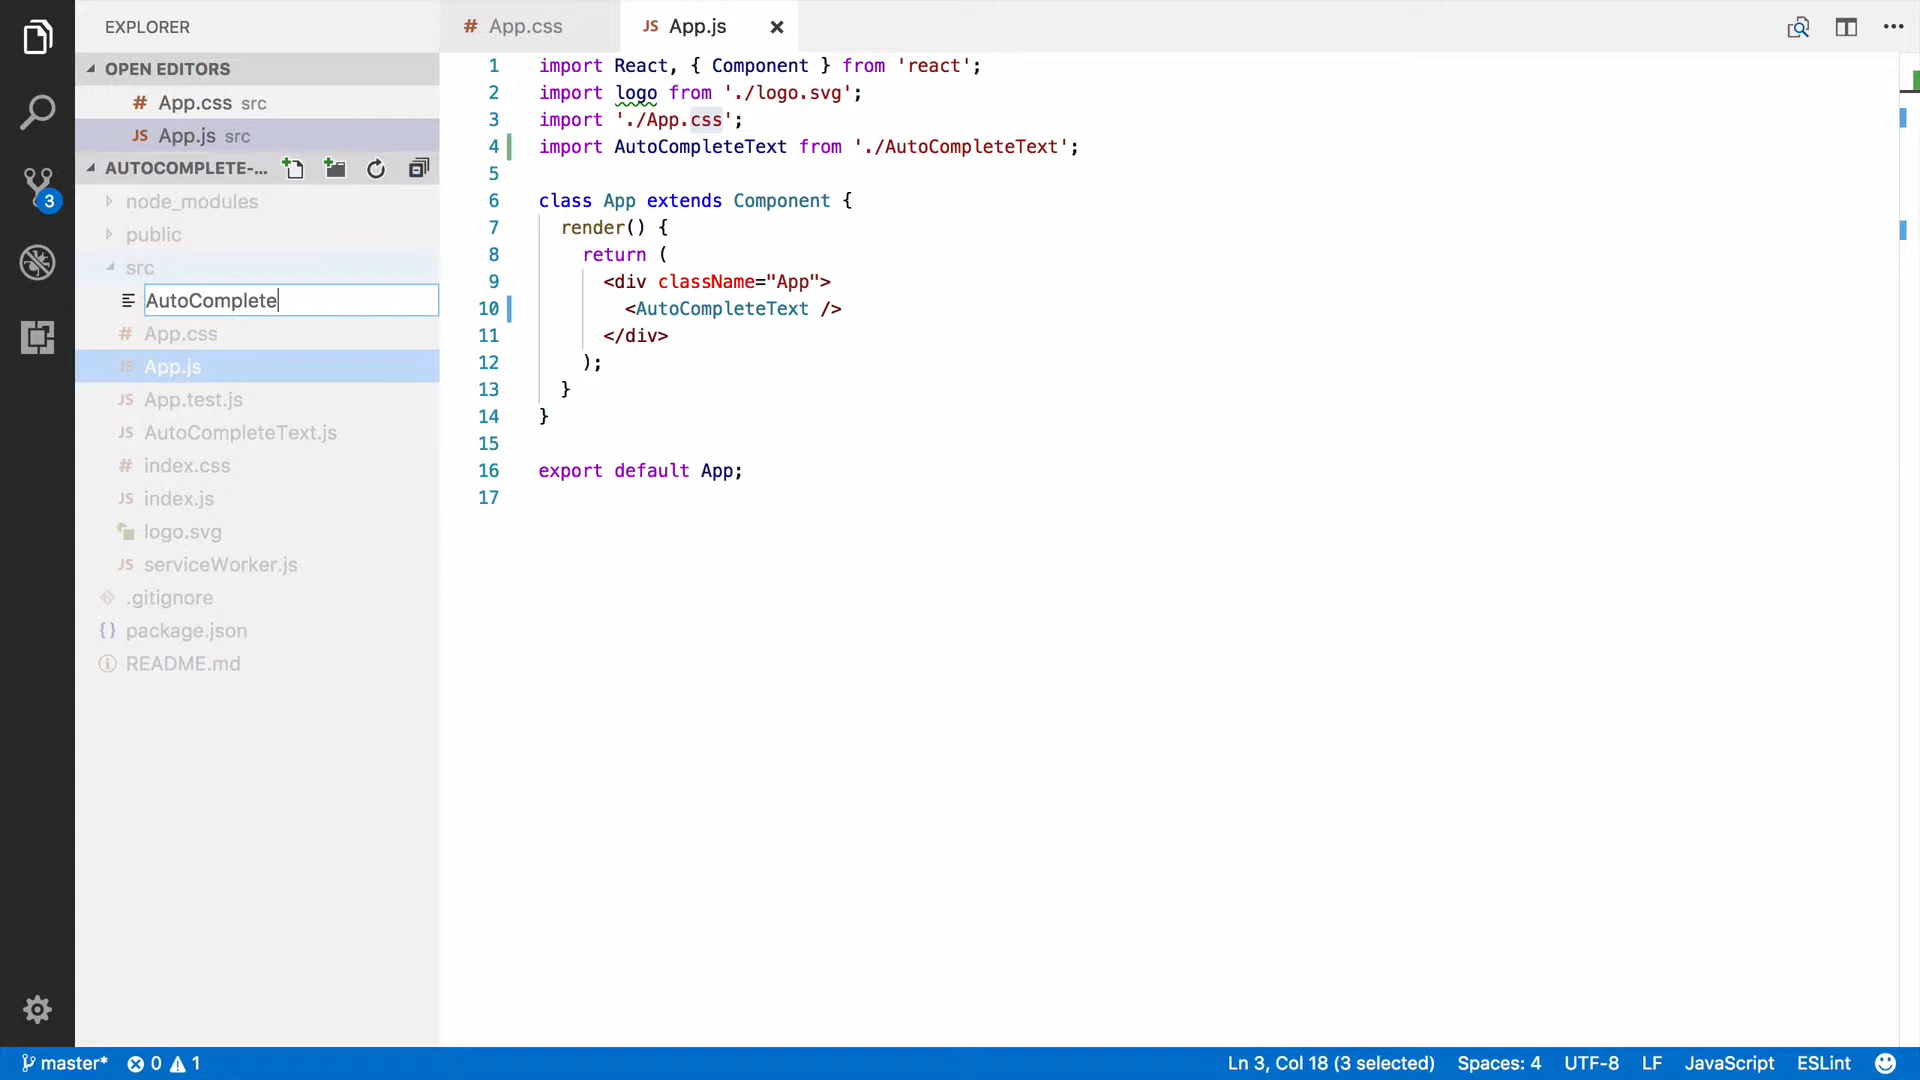 EXPLORER
OPEN EDITORS
# App.css src
JS App.js src
AUTOCOMPLETE-...
node_modules
public
src
AutoComplete
# App.css
JS App.js
JS App.test.js
JS AutoCompleteText.js
# index.css
JS index.js
logo.svg
JS serviceWorker.js
.gitignore
{} package.json
README.md
3
# App.css
JS App.js
1 import React, { Component } from 'react';
2 import logo from './logo.svg';
3 import './App.css';
4 import AutoCompleteText from './AutoCompleteText';
5
6 class App extends Component {
7 render() {
8 return (
9 <div className="App">
10 <AutoCompleteText />
11 </div>
12 );
13 }
14 }
15
16 export default App;
17
master* 0 1 Ln 3, Col 18 (3 selected) Spaces: 4 UTF-8 LF JavaScript ESLint